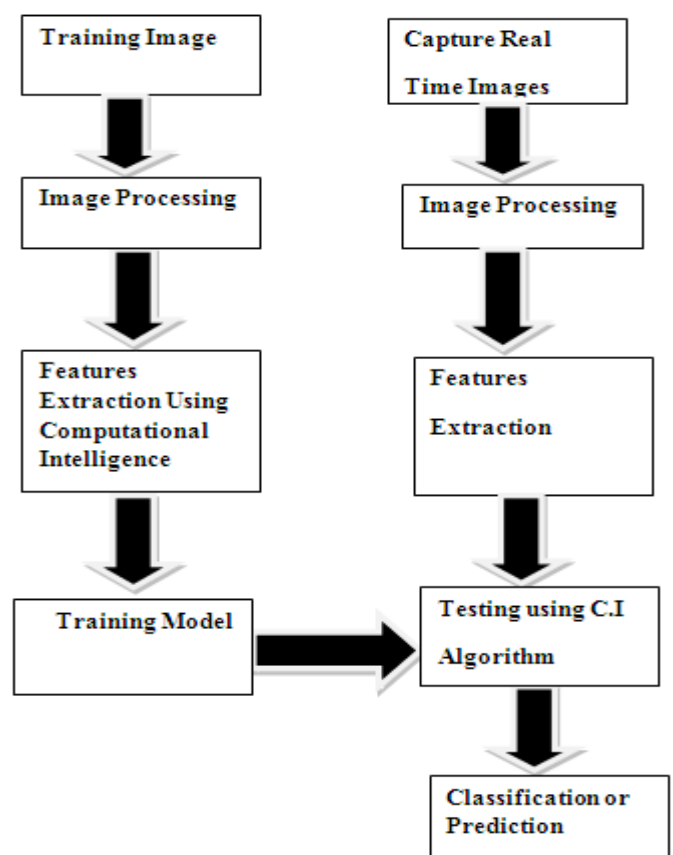 Training Image
Capture Real
Time Images
Image Processing
Image Processing
Features
Extraction Using
Computational
Intelligence
Features
Extraction
Training Model
Testing using C.I
Algorithm
Classification or
Prediction